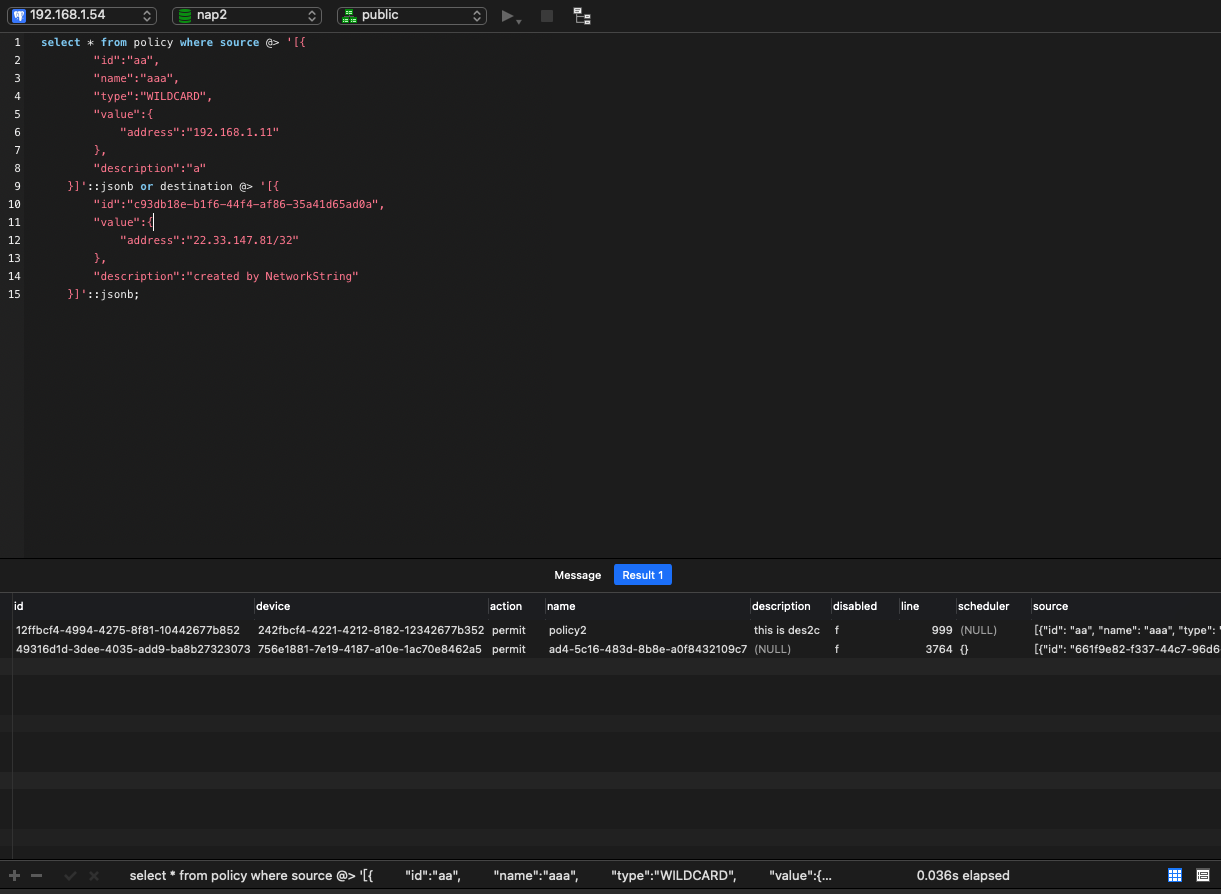 192.168.1.54 nap2 public
1 select * from policy where source @> '[{
2 "id":"aa",
3 "name":"aaa",
4 "type":"WILDCARD",
5 "value":{
6 "address":"192.168.1.11"
7 },
8 "description":"a"
9 }]'::jsonb or destination @> '[{
10 "id":"c93db18e-b1f6-44f4-af86-35a41d65ad0a",
11 "value":{
12 "address":"22.33.147.81/32"
13 },
14 "description":"created by NetworkString"
15 }]'::jsonb;
Message Result 1
id device action name description disabled line scheduler source
12ffbcf4-4994-4275-8f81-10442677b852 242fbcf4-4221-4212-8182-12342677b352 permit policy2 this is des2c f 999 (NULL) [{"id": "aa", "name": "aaa", "type": "
49316d1d-3dee-4035-add9-ba8b27323073 756e1881-7e19-4187-a10e-1ac70e8462a5 permit ad4-5c16-483d-8b8e-a0f8432109c7 (NULL) f 3764 {} [{"id": "661f9e82-f337-44c7-96d6
select * from policy where source @> '[{ "id":"aa", "name":"aaa", "type":"WILDCARD", "value":{... 0.036s elapsed